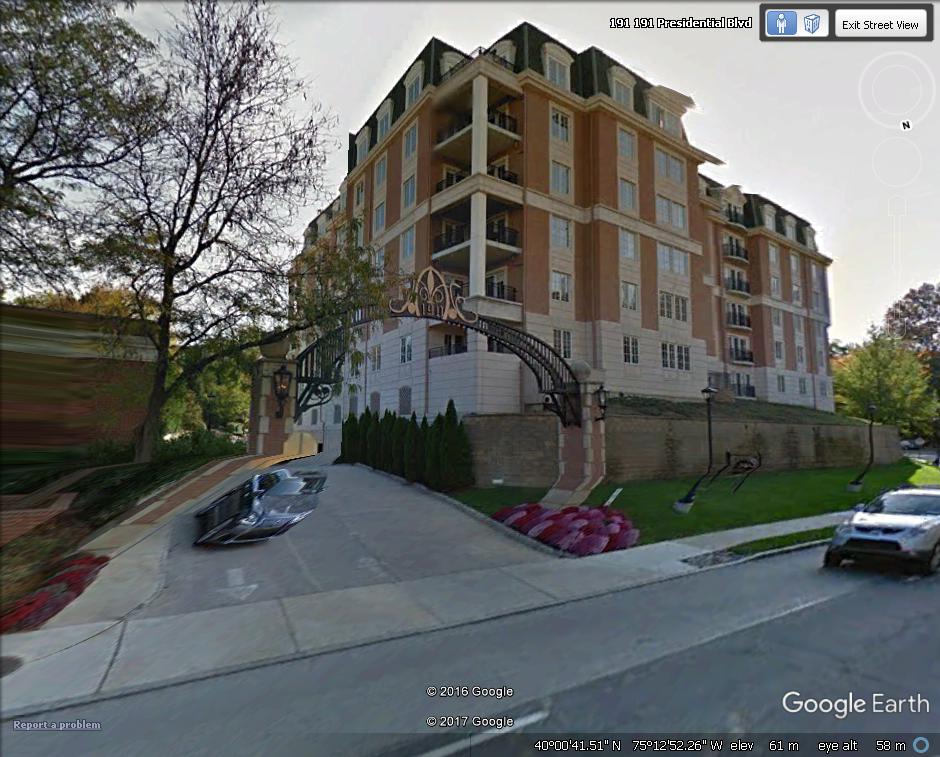 191 191 Presidential Blvd
Exit Street View
N
191
© 2016 Google
Google Earth
© 2017 Google
Report a problem
40°00'41.51" N 75°12'52.26" W elev 61 m eye alt 58 m